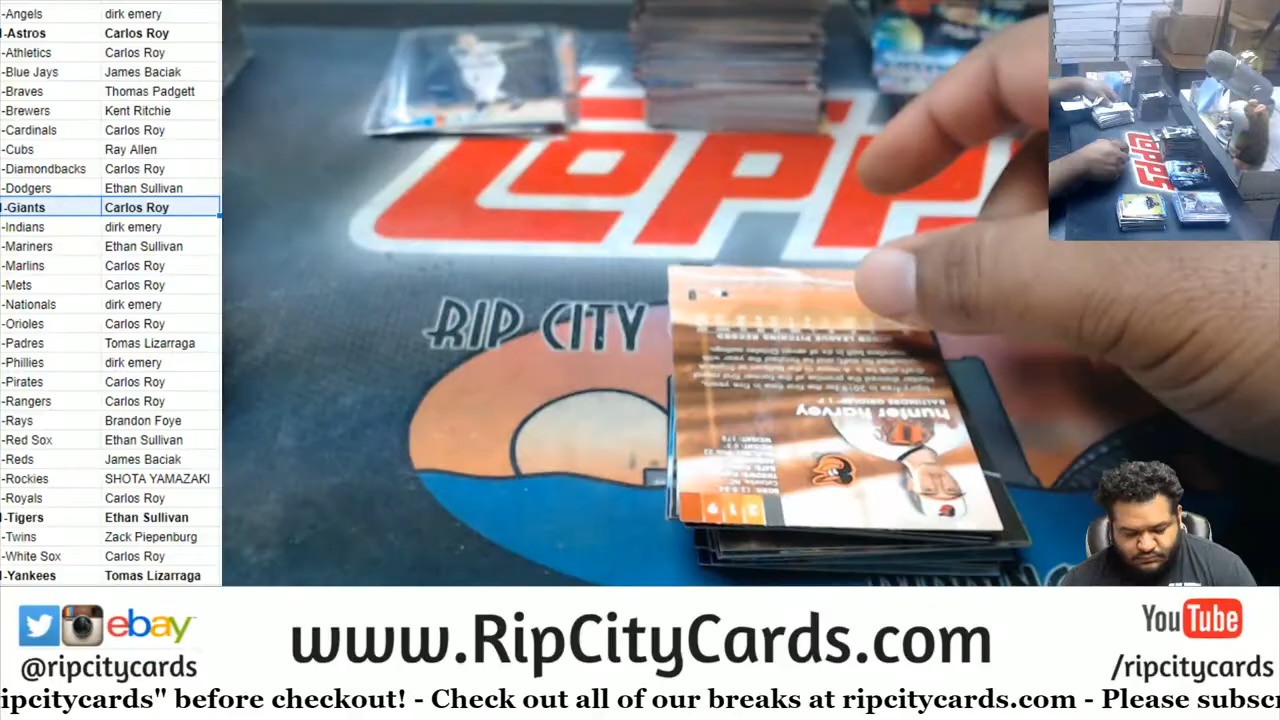 -Angels dirk emery
-Astros Carlos Roy
-Athletics Carlos Roy
-Blue Jays James Baciak
-Braves Thomas Padgett
-Brewers Kent Ritchie
-Cardinals Carlos Roy
-Cubs Ray Allen
-Diamondbacks Carlos Roy
-Dodgers Ethan Sullivan
-Giants Carlos Roy
-Indians dirk emery
-Mariners Ethan Sullivan
-Marlins Carlos Roy
-Mets Carlos Roy
-Nationals dirk emery
-Orioles Carlos Roy
-Padres Tomas Lizarraga
-Phillies dirk emery
-Pirates Carlos Roy
-Rangers Carlos Roy
-Rays Brandon Foye
-Red Sox Ethan Sullivan
-Reds James Baciak
-Rockies SHOTA YAMAZAKI
-Royals Carlos Roy
-Tigers Ethan Sullivan
-Twins Zack Piepenburg
-White Sox Carlos Roy
-Yankees Tomas Lizarraga
Topps
RIP CITY
219
hunter harvey
BALTIMORE ORIOLES
Topps
ebay
@ripcitycards
www.RipCityCards.com
YouTube
/ripcitycards
ipcitycards" before checkout! - Check out all of our breaks at ripcitycards.com - Please subsc